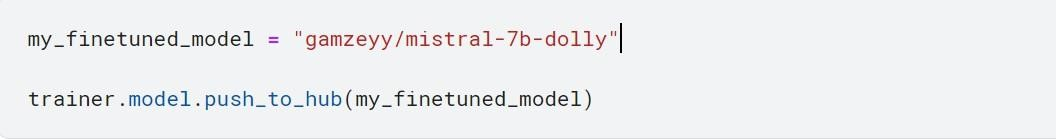 my_finetuned_model = "gamzeyy/mistral-7b-dolly"
trainer.model.push_to_hub(my_finetuned_model)